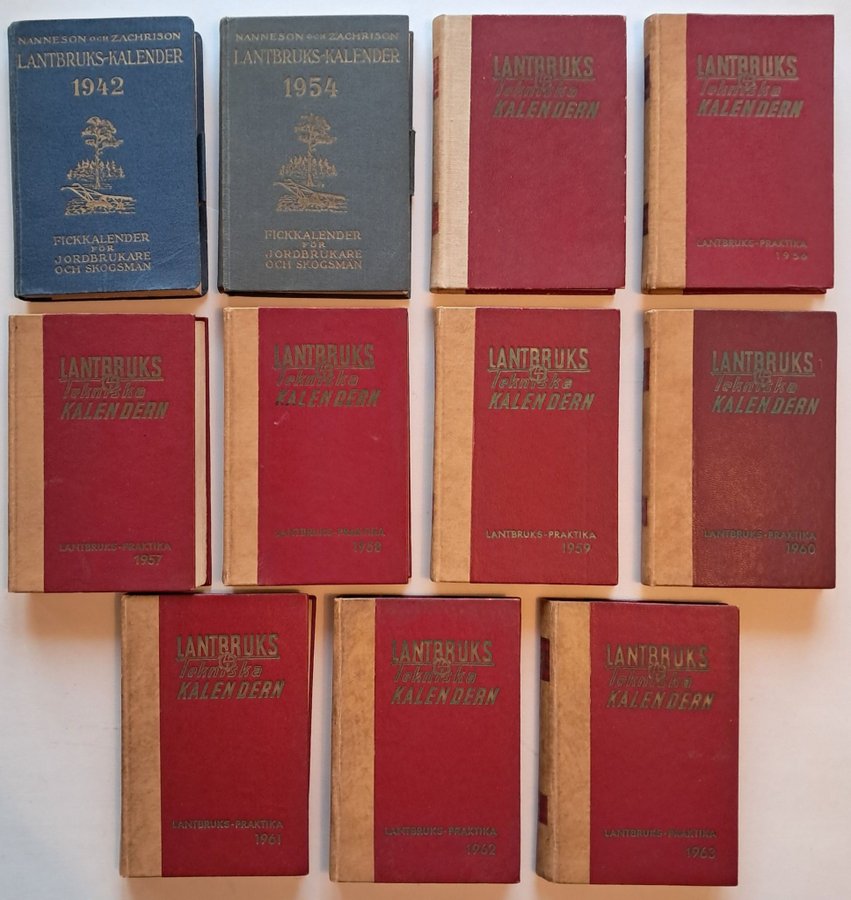 NANNESON OCH ZACHRISON
LANTBRUKS-KALENDER
1942
FICKKALENDER
FÖR
JORDBRUKARE
OCH SKOGSMAN
NANNESON OCH ZACHRISON
LANTBRUKS-KALENDER
1954
FICKKALENDER
FÖR
JORDBRUKARE
OCH SKOGSMAN
LANTBRUKS
Tekniska
KALENDERN
LANTBRUKS
Tekniska
KALENDERN
LANTBRUKS-PRAKTIKA
1956
LANTBRUKS
Tekniska
KALENDERN
LANTBRUKS-PRAKTIKA
1957
LANTBRUKS
Tekniska
KALENDERN
LANTBRUKS-PRAKTIKA
1958
LANTBRUKS
Tekniska
KALENDERN
LANTBRUKS-PRAKTIKA
1959
LANTBRUKS
Tekniska
KALENDERN
LANTBRUKS-PRAKTIKA
1960
LANTBRUKS
Tekniska
KALENDERN
LANTBRUKS-PRAKTIKA
1961
LANTBRUKS
Tekniska
KALENDERN
LANTBRUKS-PRAKTIKA
1962
LANTBRUKS
Tekniska
KALENDERN
LANTBRUKS-PRAKTIKA
1963